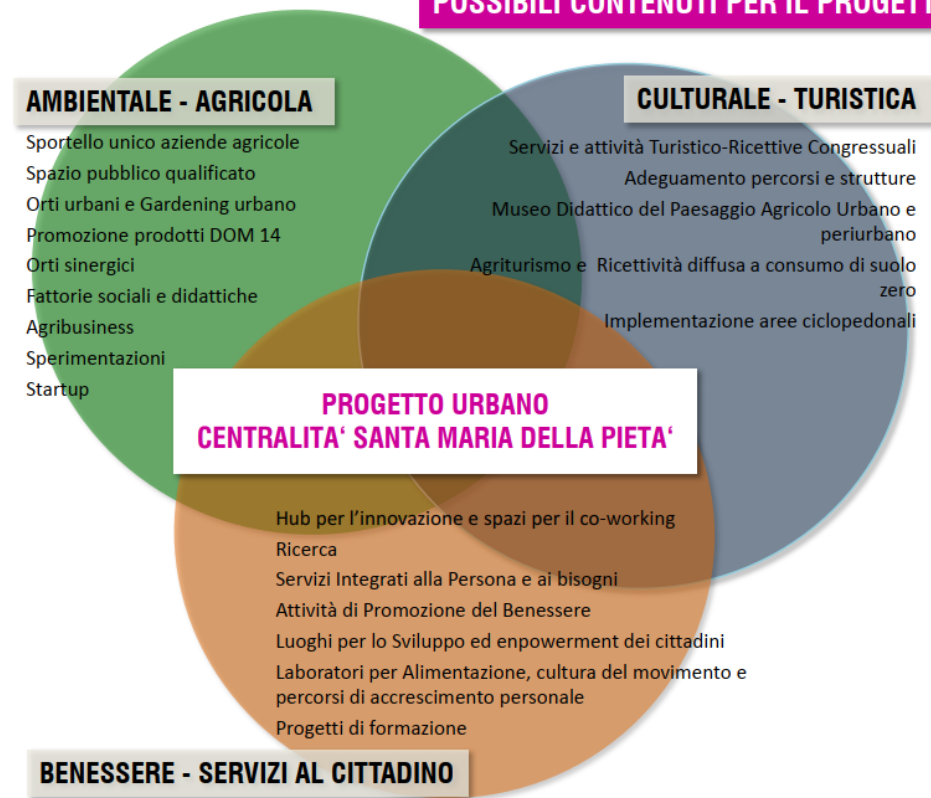 POSSIBILI CONTENUTI PER IL PROGETT
AMBIENTALE - AGRICOLA
Sportello unico aziende agricole
Spazio pubblico qualificato
Orti urbani e Gardening urbano
Promozione prodotti DOM 14
Orti sinergici
Fattorie sociali e didattiche
Agribusiness
Sperimentazioni
Startup
CULTURALE - TURISTICA
Servizi e attività Turistico-Ricettive Congressuali
Adeguamento percorsi e strutture
Museo Didattico del Paesaggio Agricolo Urbano e
periurbano
Agriturismo e Ricettività diffusa a consumo di suolo
zero
Implementazione aree ciclopedonali
PROGETTO URBANO
CENTRALITA‘ SANTA MARIA DELLA PIETA‘
Hub per l’innovazione e spazi per il co-working
Ricerca
Servizi Integrati alla Persona e ai bisogni
Attività di Promozione del Benessere
Luoghi per lo Sviluppo ed enpowerment dei cittadini
Laboratori per Alimentazione, cultura del movimento e
percorsi di accrescimento personale
Progetti di formazione
BENESSERE - SERVIZI AL CITTADINO